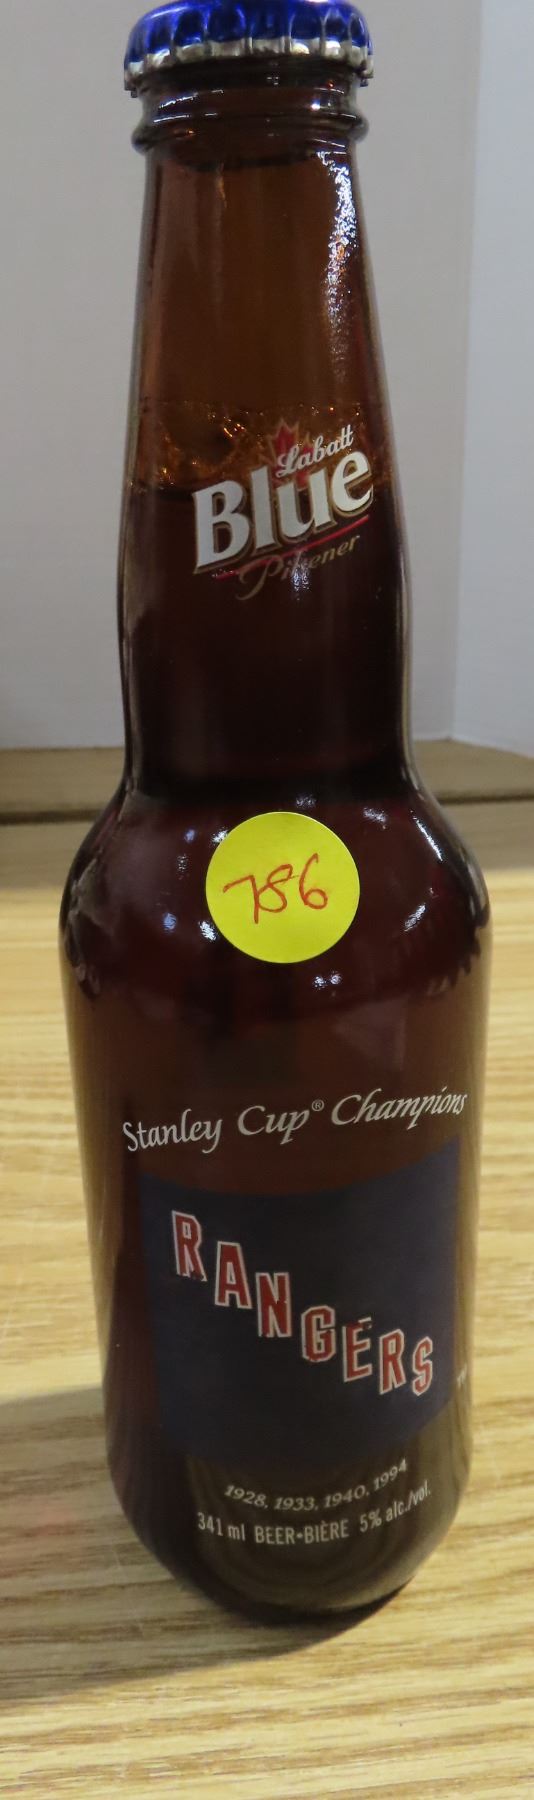 Labatt
Blue
Pilsener
786
Stanley Cup® Champions
RANGERS
TM
1928, 1933, 1940, 1994
341 ml BEER•BIÈRE 5% alc./vol.